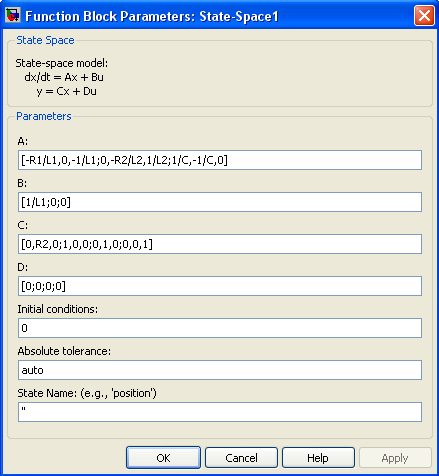 Function Block Parameters: State-Space1
State Space
State-space model:
dx/dt = Ax + Bu
y = Cx + Du
Parameters
A:
[-R1/L1,0,-1/L1;0,-R2/L2,1/L2;1/C,-1/C,0]
B:
[1/L1;0;0]
C:
[0,R2,0;1,0,0;0,1,0;0,0,1]
D:
[0;0;0;0]
Initial conditions:
0
Absolute tolerance:
auto
State Name: (e.g., 'position')
''
OK Cancel Help Apply